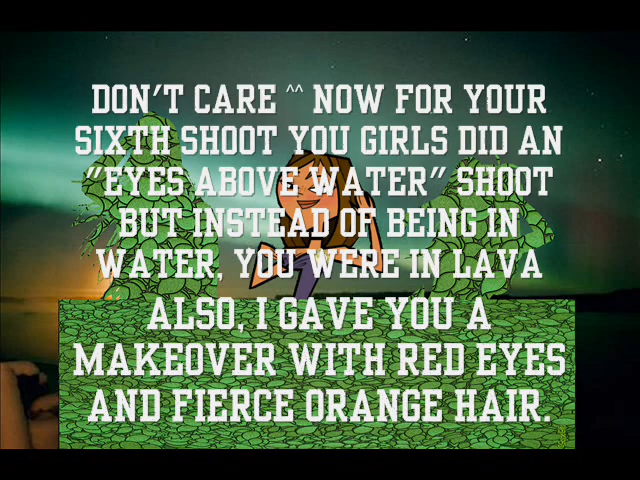 DON'T CARE ^^ NOW FOR YOUR
SIXTH SHOOT YOU GIRLS DID AN
"EYES ABOVE WATER" SHOOT
BUT INSTEAD OF BEING IN
WATER, YOU WERE IN LAVA
ALSO, I GAVE YOU A
MAKEOVER WITH RED EYES
AND FIERCE ORANGE HAIR.